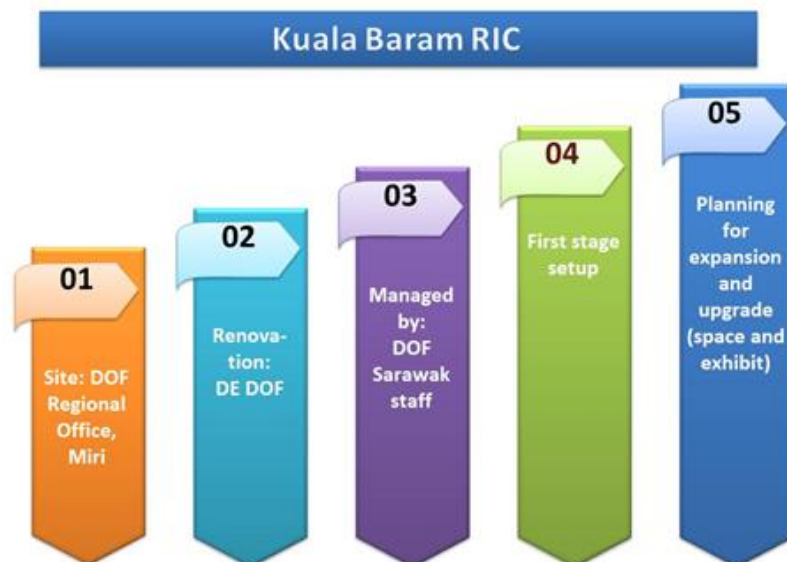 Kuala Baram RIC
01
Site: DOF
Regional
Office,
Miri
02
Renova-
tion:
DE DOF
03
Managed
by:
DOF
Sarawak
staff
04
First stage
setup
05
Planning
for
expansion
and
upgrade
(space and
exhibit)